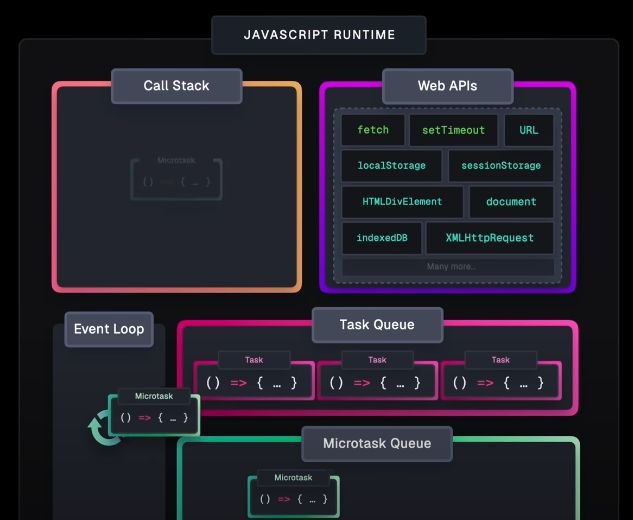 JAVASCRIPT RUNTIME
Call Stack
Microtask
() => { … }
Web APIs
fetch
setTimeout
URL
localStorage
sessionStorage
HTMLDivElement
document
indexedDB
XMLHttpRequest
Many more..
Event Loop
Microtask
() => { … }
Task Queue
Task
() => { … }
Task
() => { … }
Task
() => { … }
Microtask Queue
Microtask
() => { … }